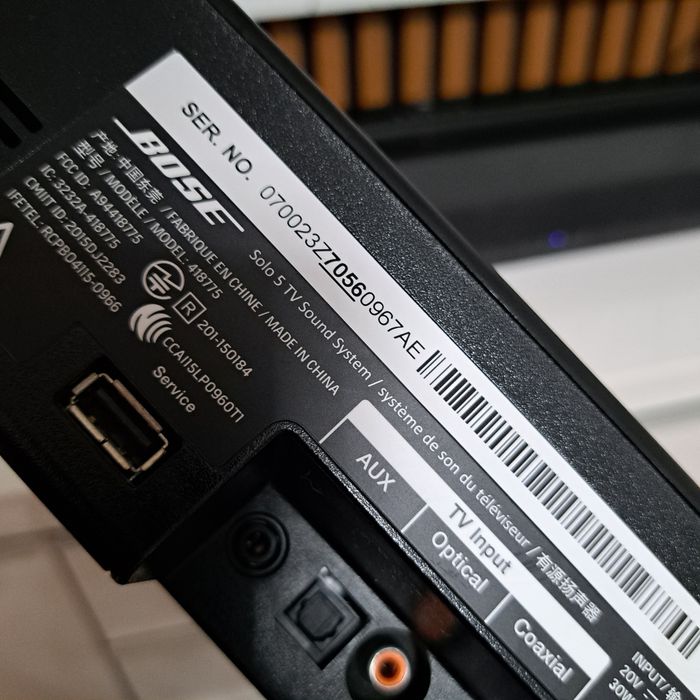 SER. NO. 070023Z70560967AE
BOSE
Solo 5 TV Sound System / système de son du téléviseur / 有源扬声器
产地: 中国东莞 / FABRIQUE EN CHINE / MADE IN CHINA
型号 / MODÈLE / MODEL: 418775
FCC ID: A94418775
IC: 3232A-418775
CMIIT ID: 2015DJ2283
IFETEL RCPBO04115-0966
R 201-150184
CCAI15LP0960T1
Service
TV Input
AUX
Optical
Coaxial
INPUT/
20V